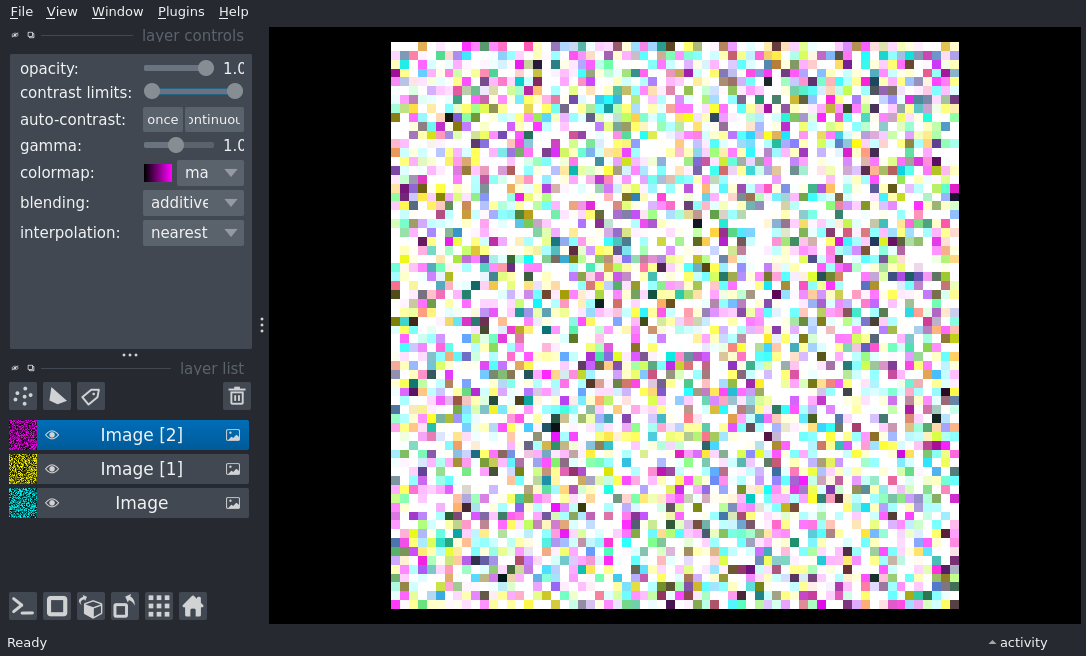 File View Window Plugins Help
layer controls
opacity: 1.0
contrast limits:
auto-contrast: once ontinuou
gamma: 1.0
colormap: ma
blending: additive
interpolation: nearest
layer list
Image [2]
Image [1]
Image
Ready
activity